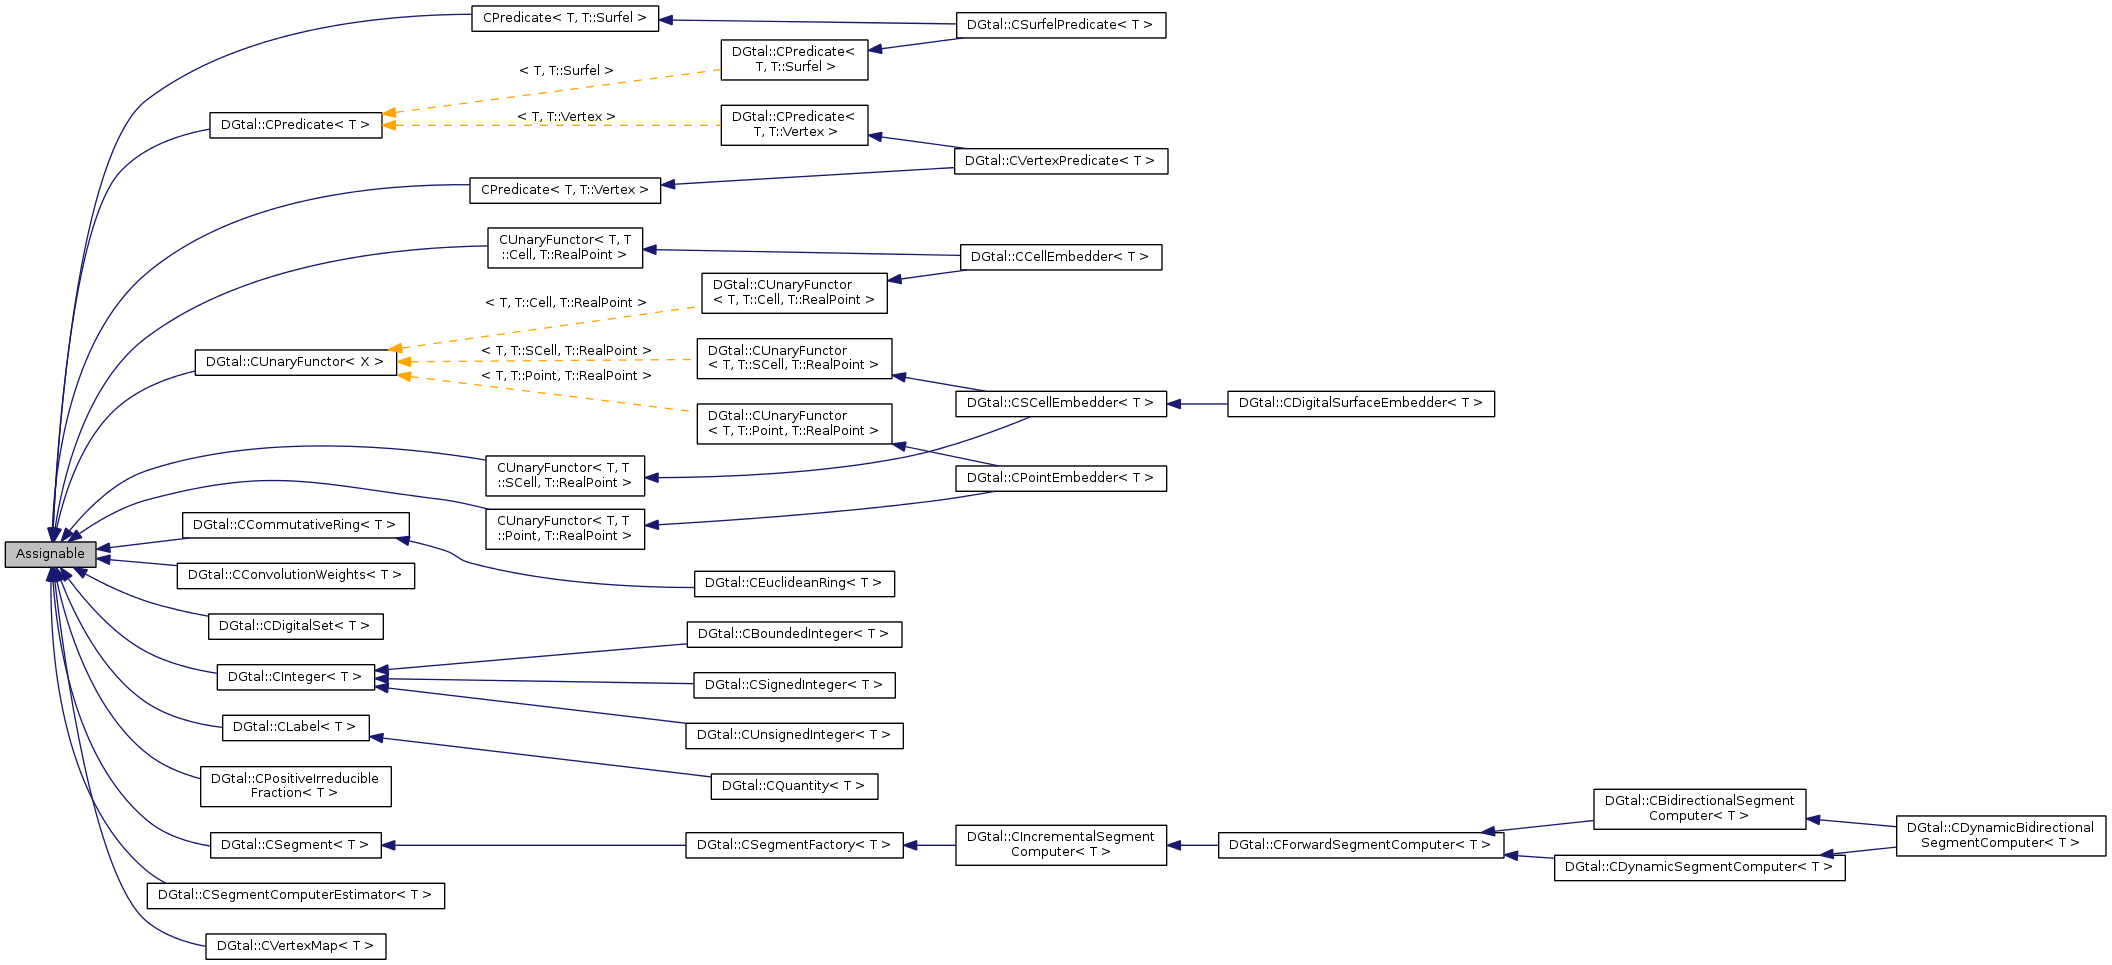 CPredicate< T, T::Surfel >
DGtal::CSurfelPredicate< T >
DGtal::CPredicate<
T, T::Surfel >
< T, T::Surfel >
DGtal::CPredicate< T >
< T, T::Vertex >
DGtal::CPredicate<
T, T::Vertex >
DGtal::CVertexPredicate< T >
CPredicate< T, T::Vertex >
CUnaryFunctor< T, T
::Cell, T::RealPoint >
DGtal::CCellEmbedder< T >
DGtal::CUnaryFunctor
< T, T::Cell, T::RealPoint >
< T, T::Cell, T::RealPoint >
DGtal::CUnaryFunctor< X >
< T, T::SCell, T::RealPoint >
DGtal::CUnaryFunctor
< T, T::SCell, T::RealPoint >
< T, T::Point, T::RealPoint >
DGtal::CSCellEmbedder< T >
DGtal::CDigitalSurfaceEmbedder< T >
DGtal::CUnaryFunctor
< T, T::Point, T::RealPoint >
CUnaryFunctor< T, T
::SCell, T::RealPoint >
DGtal::CPointEmbedder< T >
DGtal::CCommutativeRing< T >
CUnaryFunctor< T, T
::Point, T::RealPoint >
Assignable
DGtal::CConvolutionWeights< T >
DGtal::CEuclideanRing< T >
DGtal::CDigitalSet< T >
DGtal::CBoundedInteger< T >
DGtal::CInteger< T >
DGtal::CSignedInteger< T >
DGtal::CLabel< T >
DGtal::CUnsignedInteger< T >
DGtal::CPositiveIrreducible
Fraction< T >
DGtal::CQuantity< T >
DGtal::CSegment< T >
DGtal::CSegmentFactory< T >
DGtal::CIncrementalSegment
Computer< T >
DGtal::CForwardSegmentComputer< T >
DGtal::CBidirectionalSegment
Computer< T >
DGtal::CDynamicSegmentComputer< T >
DGtal::CDynamicBidirectional
SegmentComputer< T >
DGtal::CSegmentComputerEstimator< T >
DGtal::CVertexMap< T >